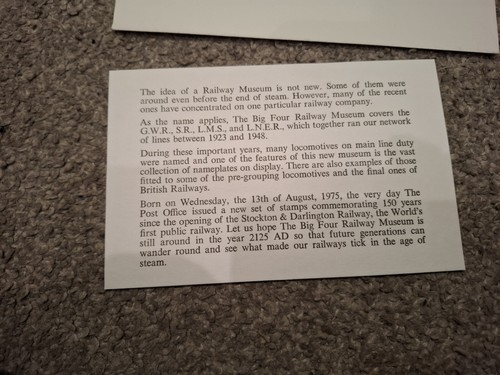 The idea of a Railway Museum is not new. Some of them were
around even before the end of steam. However, many of the recent
ones have concentrated on one particular railway company.
As the name applies, The Big Four Railway Museum covers the
G.W.R., S.R., L.M.S., and L.N.E.R., which together ran our network
of lines between 1923 and 1948.
During these important years, many locomotives on main line duty
were named and one of the features of this new museum is the vast
collection of nameplates on display. There are also examples of those
fitted to some of the pre-grouping locomotives and the final ones of
British Railways.
Born on Wednesday, the 13th of August, 1975, the very day The
Post Office issued a new set of stamps commemorating 150 years
since the opening of the Stockton & Darlington Railway, the World's
first public railway. Let us hope The Big Four Railway Museum is
still around in the year 2125 AD so that future generations can
wander round and see what made our railways tick in the age of
steam.